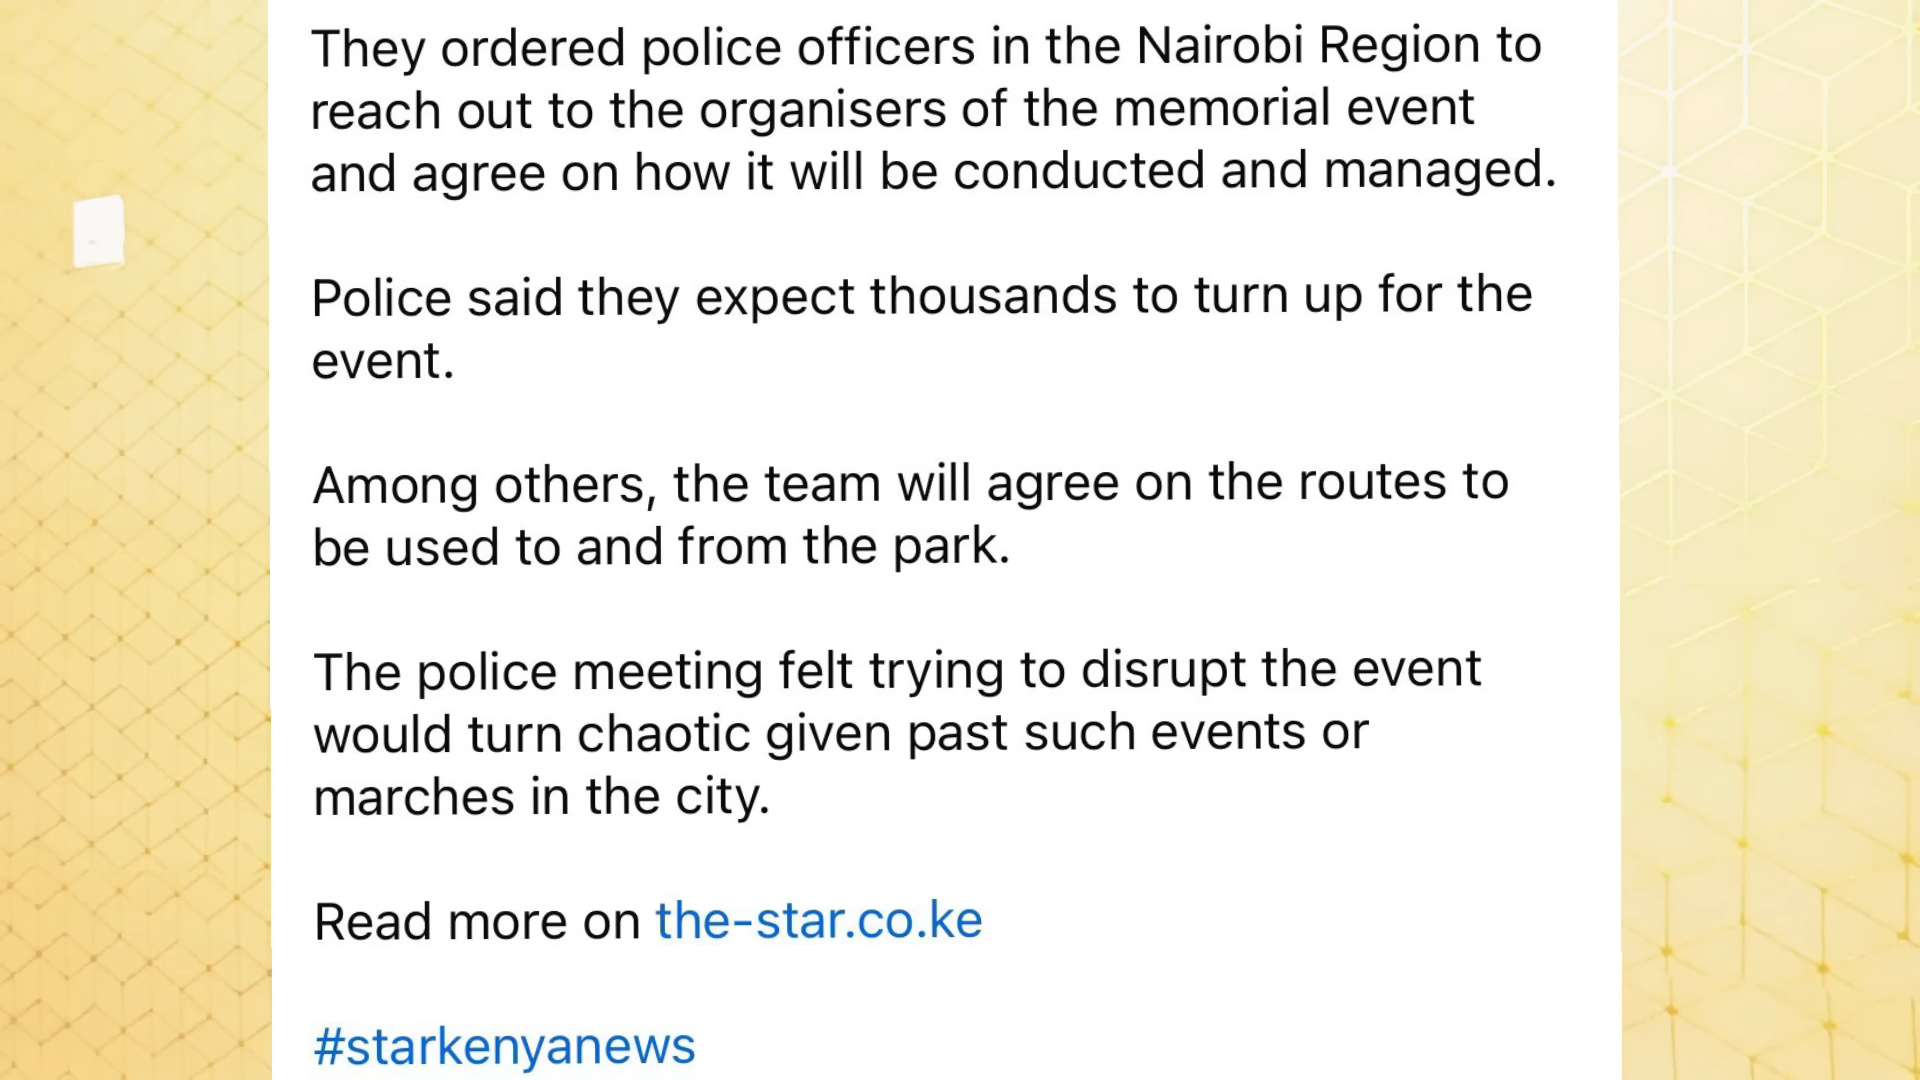 They ordered police officers in the Nairobi Region to
reach out to the organisers of the memorial event
and agree on how it will be conducted and managed.
Police said they expect thousands to turn up for the
event.
Among others, the team will agree on the routes to
be used to and from the park.
The police meeting felt trying to disrupt the event
would turn chaotic given past such events or
marches in the city.
Read more on the-star.co.ke
#starkenyanews